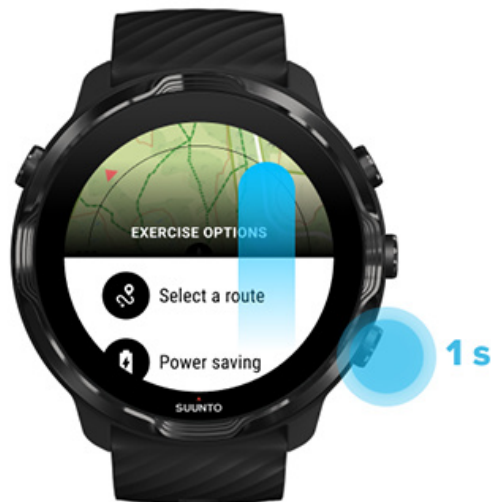 EXERCISE OPTIONS
Select a route
1 s
Power saving
SUUNTO